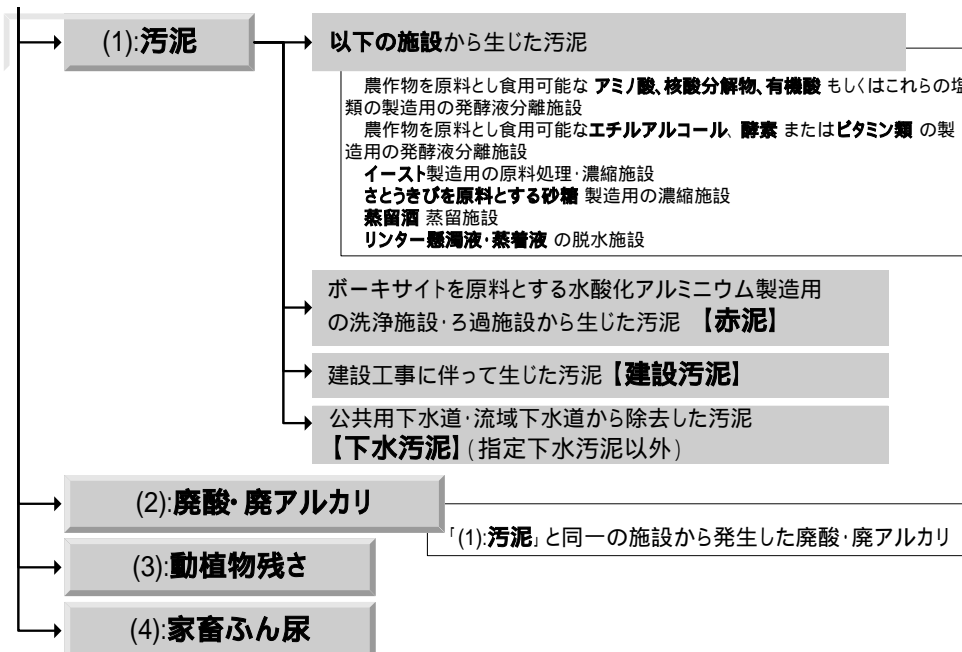 (1):汚泥
以下の施設から生じた汚泥
農作物を原料とし食用可能な アミノ酸、核酸分解物、有機酸 もしくはこれらの塩
類の製造用の発酵液分離施設
農作物を原料とし食用可能なエチルアルコール、酵素 またはビタミン類 の製
造用の発酵液分離施設
イースト製造用の原料処理・濃縮施設
さとうきびを原料とする砂糖 製造用の濃縮施設
蒸留酒 蒸留施設
リンター懸濁液・蒸着液 の脱水施設
ボーキサイトを原料とする水酸化アルミニウム製造用
の洗浄施設・ろ過施設から生じた汚泥 【赤泥】
建設工事に伴って生じた汚泥【建設汚泥】
公共用下水道・流域下水道から除去した汚泥
【下水汚泥】(指定下水汚泥以外)
(2):廃酸・廃アルカリ
「(1):汚泥」と同一の施設から発生した廃酸・廃アルカリ
(3):動植物残さ
(4):家畜ふん尿